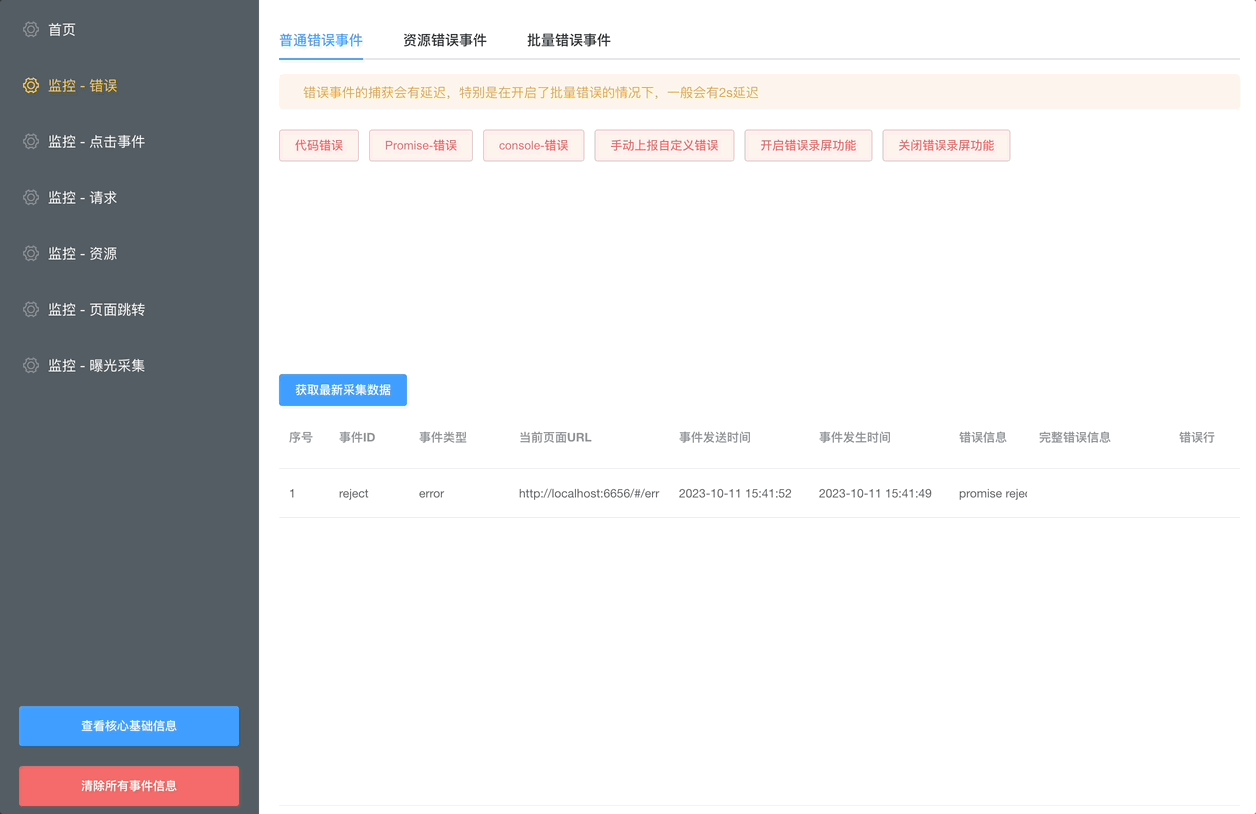 首页
监控 - 错误
监控 - 点击事件
监控 - 请求
监控 - 资源
监控 - 页面跳转
监控 - 曝光采集
查看核心基础信息
清除所有事件信息
普通错误事件 资源错误事件 批量错误事件
错误事件的捕获会有延迟，特别是在开启了批量错误的情况下，一般会有2s延迟
代码错误 Promise-错误 console-错误 手动上报自定义错误 开启错误录屏功能 关闭错误录屏功能
获取最新采集数据
序号 事件ID 事件类型 当前页面URL 事件发送时间 事件发生时间 错误信息 完整错误信息 错误行
1 reject error http://localhost:6656/#/err 2023-10-11 15:41:52 2023-10-11 15:41:49 promise rejec